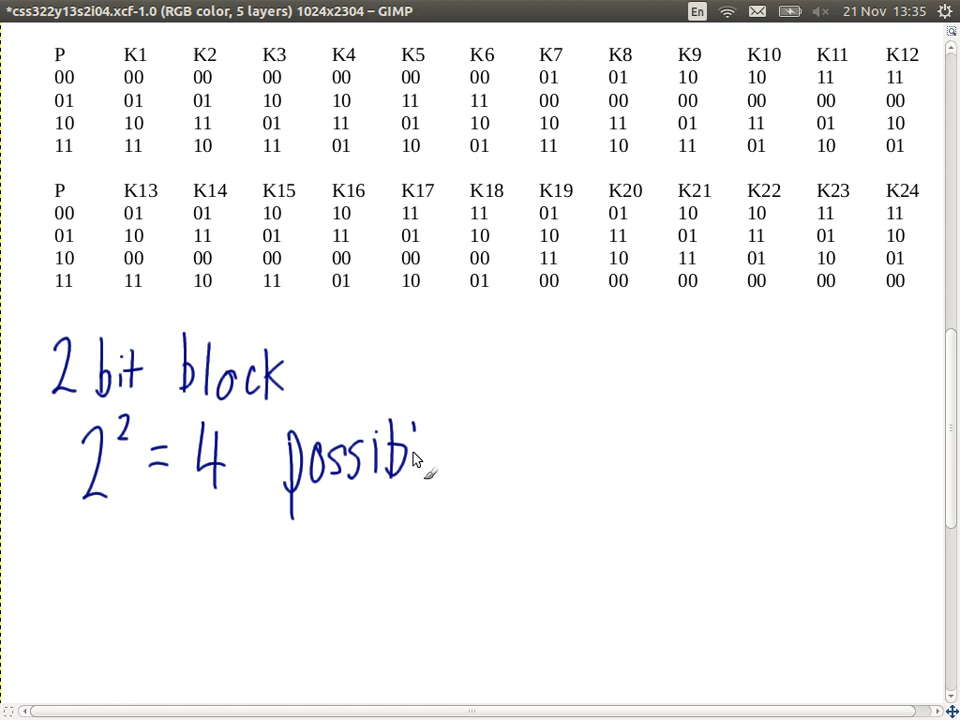 *css322y13s2i04.xcf-1.0 (RGB color, 5 layers) 1024x2304 – GIMP En 21 Nov 13:35
P K1 K2 K3 K4 K5 K6 K7 K8 K9 K10 K11 K12
00 00 00 00 00 00 00 01 01 10 10 11 11
01 01 01 10 10 11 11 00 00 00 00 00 00
10 10 11 01 11 01 10 10 11 01 11 01 10
11 11 10 11 01 10 01 11 10 11 01 10 01
P K13 K14 K15 K16 K17 K18 K19 K20 K21 K22 K23 K24
00 01 01 10 10 11 11 01 01 10 10 11 11
01 10 11 01 11 01 10 10 11 01 11 01 10
10 00 00 00 00 00 00 11 10 11 01 10 01
11 11 10 11 01 10 01 00 00 00 00 00 00
2 bit block
2² = 4 possibi